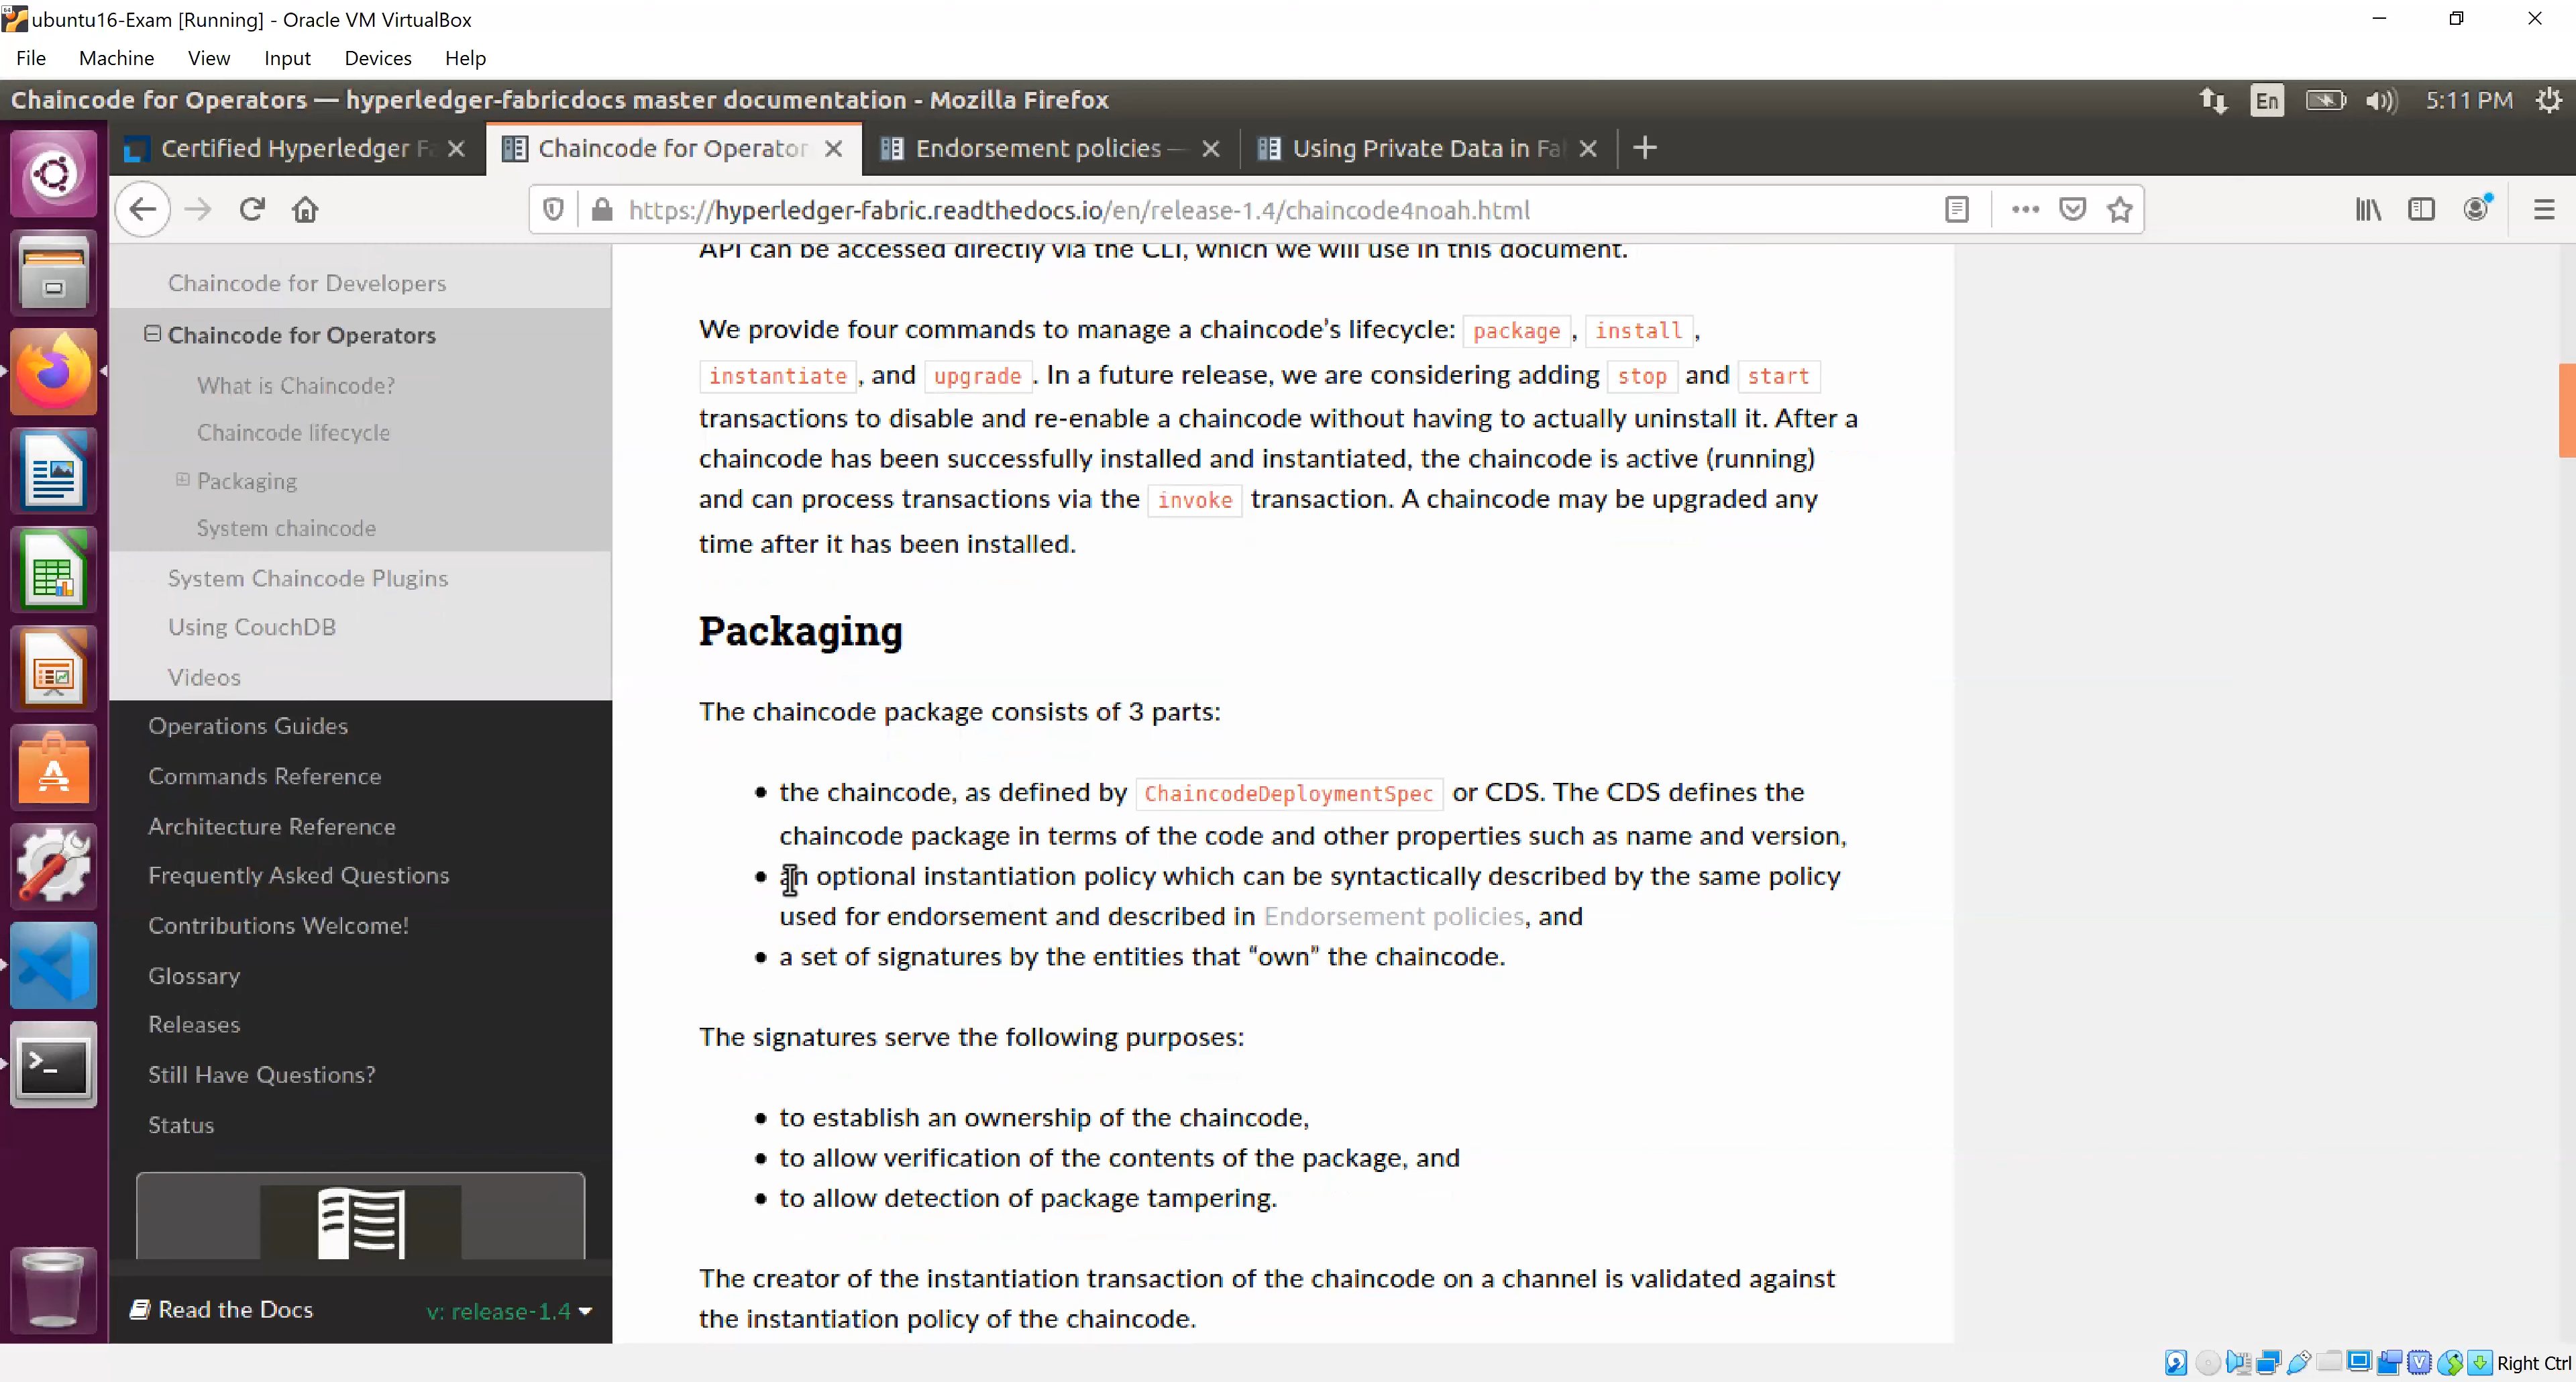 ubuntu16-Exam [Running] - Oracle VM VirtualBox
File Machine View Input Devices Help
Chaincode for Operators — hyperledger-fabricdocs master documentation - Mozilla Firefox
En 5:11 PM
Certified Hyperledger Fa
Chaincode for Operator
Endorsement policies —
Using Private Data in Fa
https://hyperledger-fabric.readthedocs.io/en/release-1.4/chaincode4noah.html
Chaincode for Developers
Chaincode for Operators
What is Chaincode?
Chaincode lifecycle
Packaging
System chaincode
System Chaincode Plugins
Using CouchDB
Videos
Operations Guides
Commands Reference
Architecture Reference
Frequently Asked Questions
Contributions Welcome!
Glossary
Releases
Still Have Questions?
Status
Read the Docs v: release-1.4
API can be accessed directly via the CLI, which we will use in this document.
We provide four commands to manage a chaincode’s lifecycle: package, install,
instantiate, and upgrade. In a future release, we are considering adding stop and start
transactions to disable and re-enable a chaincode without having to actually uninstall it. After a
chaincode has been successfully installed and instantiated, the chaincode is active (running)
and can process transactions via the invoke transaction. A chaincode may be upgraded any
time after it has been installed.
Packaging
The chaincode package consists of 3 parts:
• the chaincode, as defined by ChaincodeDeploymentSpec or CDS. The CDS defines the
chaincode package in terms of the code and other properties such as name and version,
• an optional instantiation policy which can be syntactically described by the same policy
used for endorsement and described in Endorsement policies, and
• a set of signatures by the entities that “own” the chaincode.
The signatures serve the following purposes:
• to establish an ownership of the chaincode,
• to allow verification of the contents of the package, and
• to allow detection of package tampering.
The creator of the instantiation transaction of the chaincode on a channel is validated against
the instantiation policy of the chaincode.
Right Ctrl